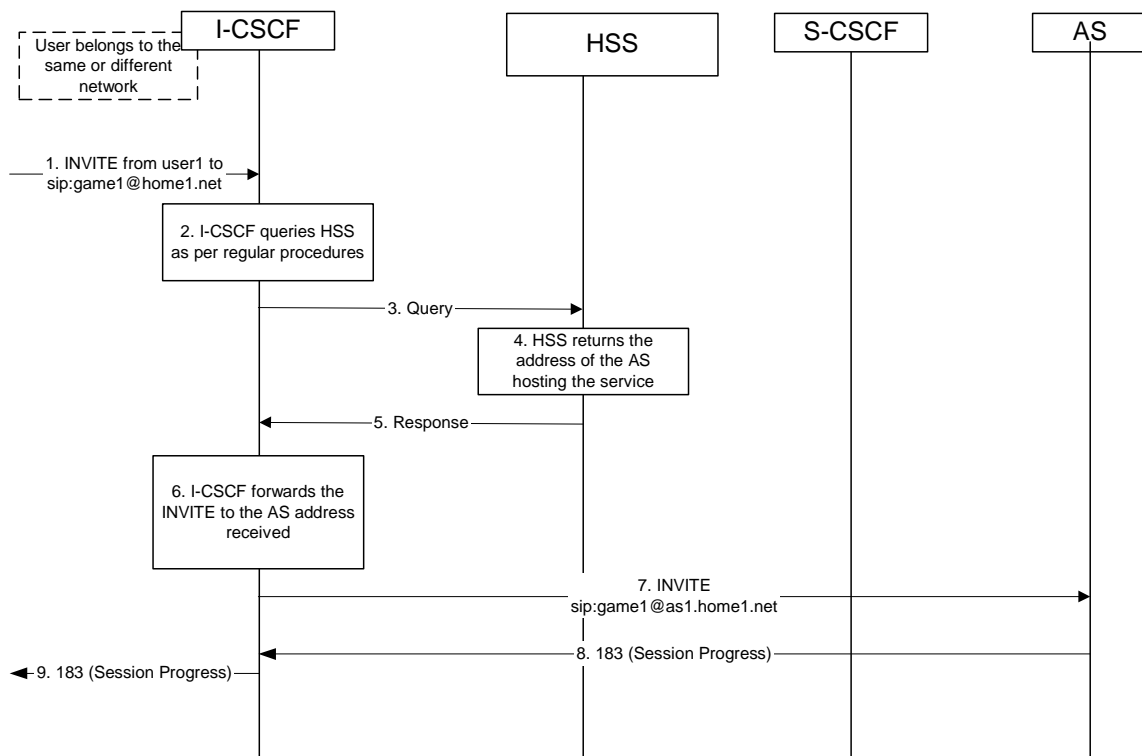 I-CSCF
HSS
S-CSCF
AS
User belongs to the
same or different
network
1. INVITE from user1 to
sip:game1@home1.net
2. I-CSCF queries HSS
as per regular procedures
3. Query
4. HSS returns the
address of the AS
hosting the service
5. Response
6. I-CSCF forwards the
INVITE to the AS address
received
7. INVITE
sip:game1@as1.home1.net
8. 183 (Session Progress)
9. 183 (Session Progress)